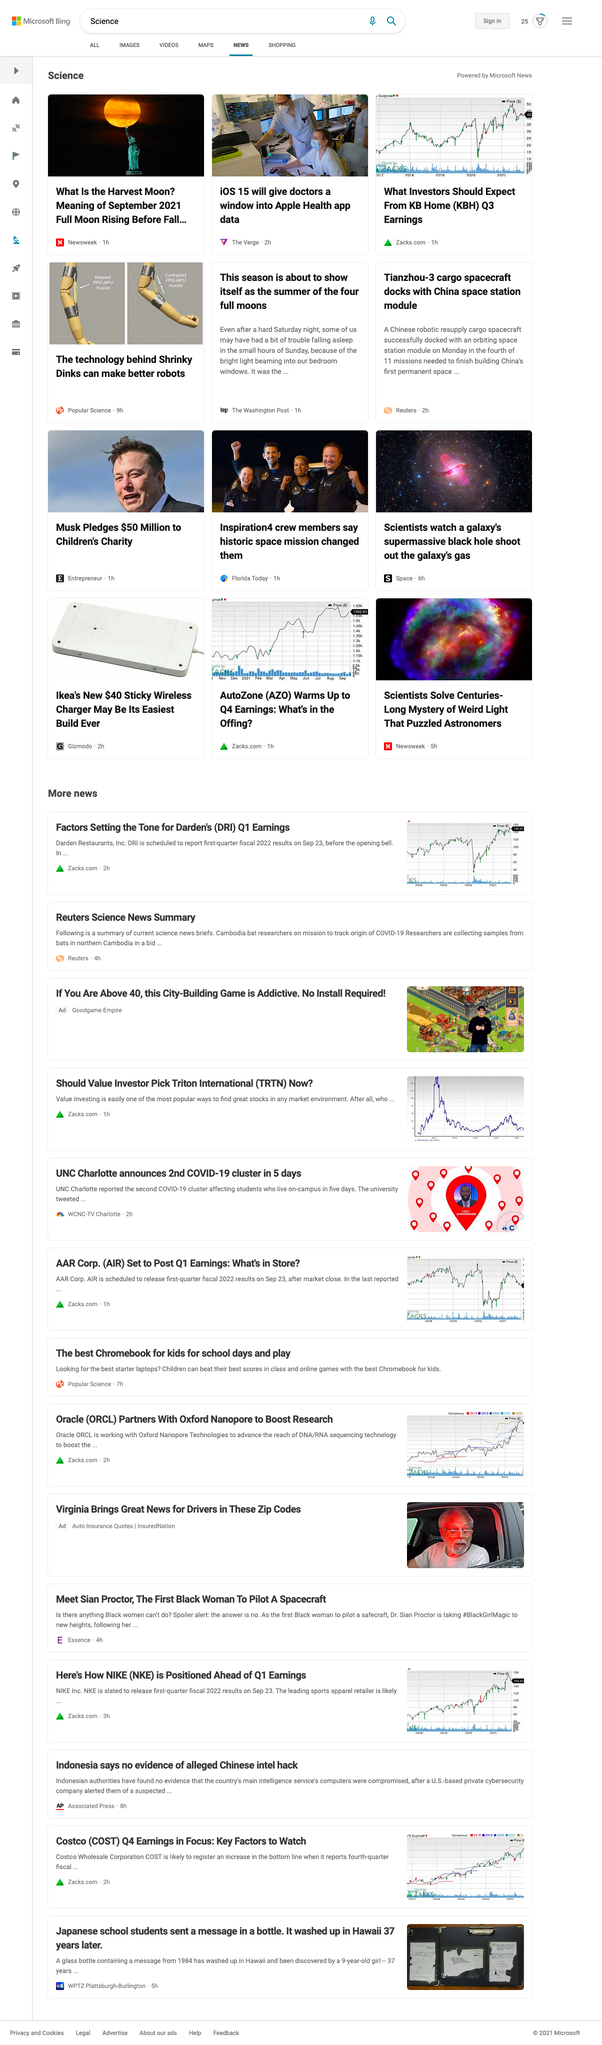 Microsoft Bing
Science
Sign in
25
ALL
IMAGES
VIDEOS
MAPS
NEWS
SHOPPING
Science
Powered by Microsoft News
What Is the Harvest Moon?
Meaning of September 2021
Full Moon Rising Before Fall...
Newsweek · 1h
iOS 15 will give doctors a
window into Apple Health app
data
The Verge · 2h
What Investors Should Expect
From KB Home (KBH) Q3
Earnings
Zacks.com · 1h
The technology behind Shrinky
Dinks can make better robots
Popular Science · 9h
This season is about to show
itself as the summer of the four
full moons
Even after a hard Saturday night, some of us
may have had a bit of trouble falling asleep
in the small hours of Sunday, because of the
bright light beaming into our bedroom
windows. It was the ...
The Washington Post · 1h
Tianzhou-3 cargo spacecraft
docks with China space station
module
A Chinese robotic resupply cargo spacecraft
successfully docked with an orbiting space
station module on Monday in the fourth of
11 missions needed to finish building China's
first permanent space ...
Reuters · 2h
Musk Pledges $50 Million to
Children's Charity
Entrepreneur · 1h
Inspiration4 crew members say
historic space mission changed
them
Florida Today · 1h
Scientists watch a galaxy's
supermassive black hole shoot
out the galaxy's gas
Space · 6h
Ikea's New $40 Sticky Wireless
Charger May Be Its Easiest
Build Ever
Gizmodo · 2h
AutoZone (AZO) Warms Up to
Q4 Earnings: What's in the
Offing?
Zacks.com · 1h
Scientists Solve Centuries-
Long Mystery of Weird Light
That Puzzled Astronomers
Newsweek · 5h
More news
Factors Setting the Tone for Darden's (DRI) Q1 Earnings
Darden Restaurants, Inc. DRI is scheduled to report first-quarter fiscal 2022 results on Sep 23, before the opening bell.
In ...
Zacks.com · 2h
Reuters Science News Summary
Following is a summary of current science news briefs. Cambodia bat researchers on mission to track origin of COVID-19 Researchers are collecting samples from
bats in northern Cambodia in a bid ...
Reuters · 4h
If You Are Above 40, this City-Building Game is Addictive. No Install Required!
Ad Goodgame Empire
Should Value Investor Pick Triton International (TRTN) Now?
Value investing is easily one of the most popular ways to find great stocks in any market environment. After all, who ...
Zacks.com · 1h
UNC Charlotte announces 2nd COVID-19 cluster in 5 days
UNC Charlotte reported the second COVID-19 cluster affecting students who live on-campus in five days. The university
tweeted ...
WCNC-TV Charlotte · 2h
AAR Corp. (AIR) Set to Post Q1 Earnings: What's in Store?
AAR Corp. AIR is scheduled to release first-quarter fiscal 2022 results on Sep 23, after market close. In the last reported
...
Zacks.com · 1h
The best Chromebook for kids for school days and play
Looking for the best starter laptops? Children can beat their best scores in class and online games with the best Chromebook for kids.
Popular Science · 7h
Oracle (ORCL) Partners With Oxford Nanopore to Boost Research
Oracle ORCL is working with Oxford Nanopore Technologies to advance the reach of DNA/RNA sequencing technology
to boost the ...
Zacks.com · 2h
Virginia Brings Great News for Drivers in These Zip Codes
Ad Auto Insurance Quotes | InsuredNation
Meet Sian Proctor, The First Black Woman To Pilot A Spacecraft
Is there anything Black women can't do? Spoiler alert: the answer is no. As the first Black woman to pilot a safecraft, Dr. Sian Proctor is taking #BlackGirlMagic to
new heights, following her ...
Essence · 4h
Here's How NIKE (NKE) is Positioned Ahead of Q1 Earnings
NIKE Inc. NKE is slated to release first-quarter fiscal 2022 results on Sep 23. The leading sports apparel retailer is likely
...
Zacks.com · 3h
Indonesia says no evidence of alleged Chinese intel hack
Indonesian authorities have found no evidence that the country's main intelligence service's computers were compromised, after a U.S.-based private cybersecurity
company alerted them of a suspected ...
Associated Press · 8h
Costco (COST) Q4 Earnings in Focus: Key Factors to Watch
Costco Wholesale Corporation COST is likely to register an increase in the bottom line when it reports fourth-quarter
fiscal ...
Zacks.com · 2h
Japanese school students sent a message in a bottle. It washed up in Hawaii 37
years later.
A glass bottle containing a message from 1984 has washed up in Hawaii and been discovered by a 9-year-old girl – 37
years ...
WPTZ Plattsburgh-Burlington · 5h
Privacy and Cookies
Legal
Advertise
About our ads
Help
Feedback
© 2021 Microsoft